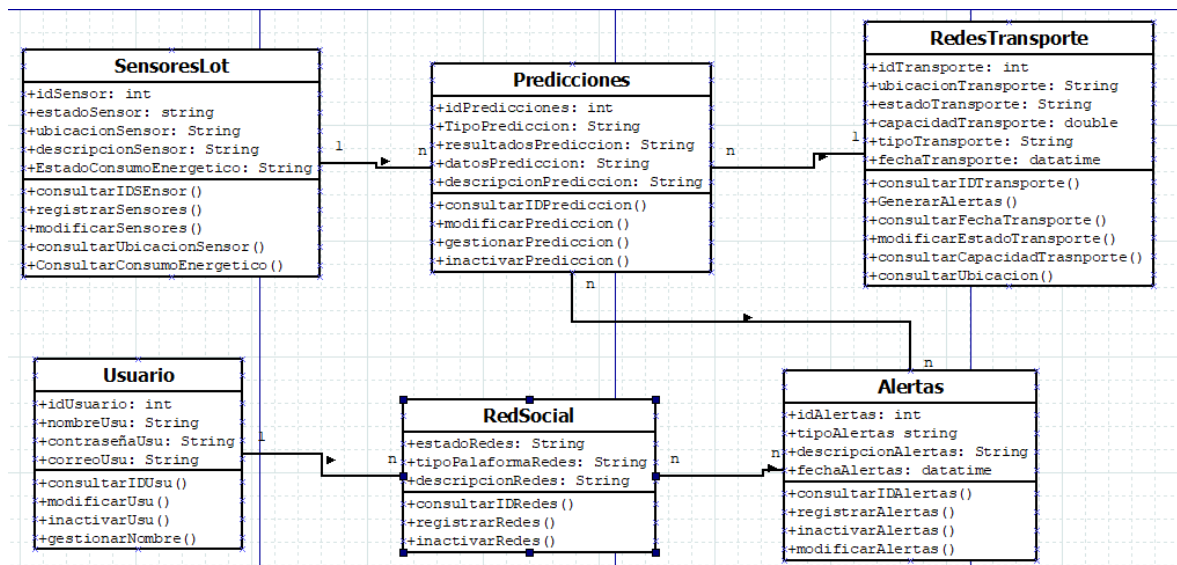 SensoresLot
+idSensor: int
+estadoSensor: string
+ubicacionSensor: String
+descripcionSensor: String
+EstadoConsumoEnergetico: String
+consultarIDSEnsor()
+registrarSensores()
+modificarSensores()
+consultarUbicacionSensor()
+ConsultarConsumoEnergetico()
1
n
Predicciones
+idPredicciones: int
+TipoPrediccion: String
+resultadosPrediccion: String
+datosPrediccion: String
+descripcionPrediccion: String
+consultarIDPrediccion()
+modificarPrediccion()
+gestionarPrediccion()
+inactivarPrediccion()
n
1
RedesTransporte
+idTransporte: int
+ubicacionTransporte: String
+estadoTransporte: String
+capacidadTransporte: double
+tipoTransporte: String
+fechaTransporte: datatime
+consultarIDTransporte()
+GenerarAlertas()
+consultarFechaTransporte()
+modificarEstadoTransporte()
+consultarCapacidadTrasnporte()
+consultarUbicacion()
n
n
Usuario
+idUsuario: int
+nombreUsu: String
+contraseñaUsu: String
+correoUsu: String
+consultarIDUsu()
+modificarUsu()
+inactivarUsu()
+gestionarNombre()
1
n
RedSocial
+estadoRedes: String
+tipoPalaformaRedes: String
+descripcionRedes: String
+consultarIDRedes()
+registrarRedes()
+inactivarRedes()
n
n
Alertas
+idAlertas: int
+tipoAlertas string
+descripcionAlertas: String
+fechaAlertas: datatime
+consultarIDAlertas()
+registrarAlertas()
+inactivarAlertas()
+modificarAlertas()